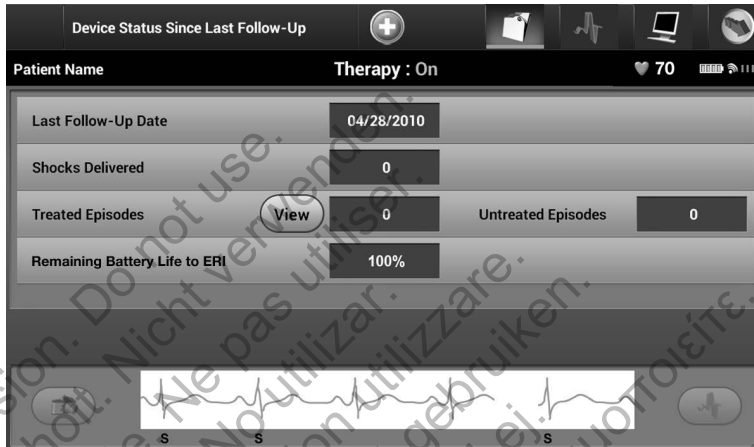 Device Status Since Last Follow-Up
Patient Name
Therapy : On
70
Last Follow-Up Date
04/28/2010
Shocks Delivered
0
Treated Episodes
View
0
Untreated Episodes
0
Remaining Battery Life to ERI
100%
S
S
S
Do not use.
Nicht verwenden.
Ne pas utiliser.
No utilizar.
utilizzare.
gebruiken.